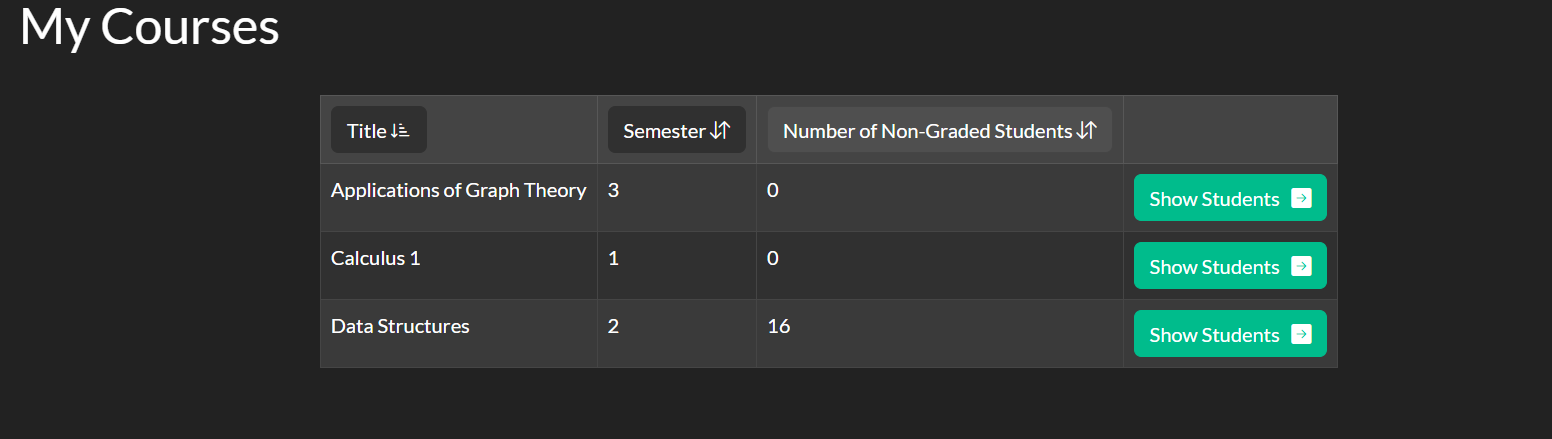 My Courses
Title Semester Number of Non-Graded Students
Applications of Graph Theory 3 0 Show Students
Calculus 1 1 0 Show Students
Data Structures 2 16 Show Students